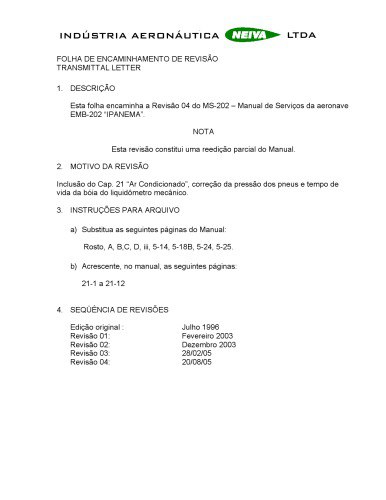 INDÚSTRIA AERONÁUTICA NEIVA LTDA
FOLHA DE ENCAMINHAMENTO DE REVISÃO
TRANSMITTAL LETTER
1. DESCRIÇÃO
Esta folha encaminha a Revisão 04 do MS-202 – Manual de Serviços da aeronave
EMB-202 “IPANEMA”.
NOTA
Esta revisão constitui uma reedição parcial do Manual.
2. MOTIVO DA REVISÃO
Inclusão do Cap. 21 “Ar Condicionado”, correção da pressão dos pneus e tempo de
vida da bóia do liquidômetro mecânico.
3. INSTRUÇÕES PARA ARQUIVO
a) Substitua as seguintes páginas do Manual:
Rosto, A, B,C, D, iii, 5-14, 5-18B, 5-24, 5-25.
b) Acrescente, no manual, as seguintes páginas:
21-1 a 21-12
4. SEQÜÊNCIA DE REVISÕES
Edição original : Julho 1996
Revisão 01: Fevereiro 2003
Revisão 02: Dezembro 2003
Revisão 03: 28/02/05
Revisão 04: 20/08/05